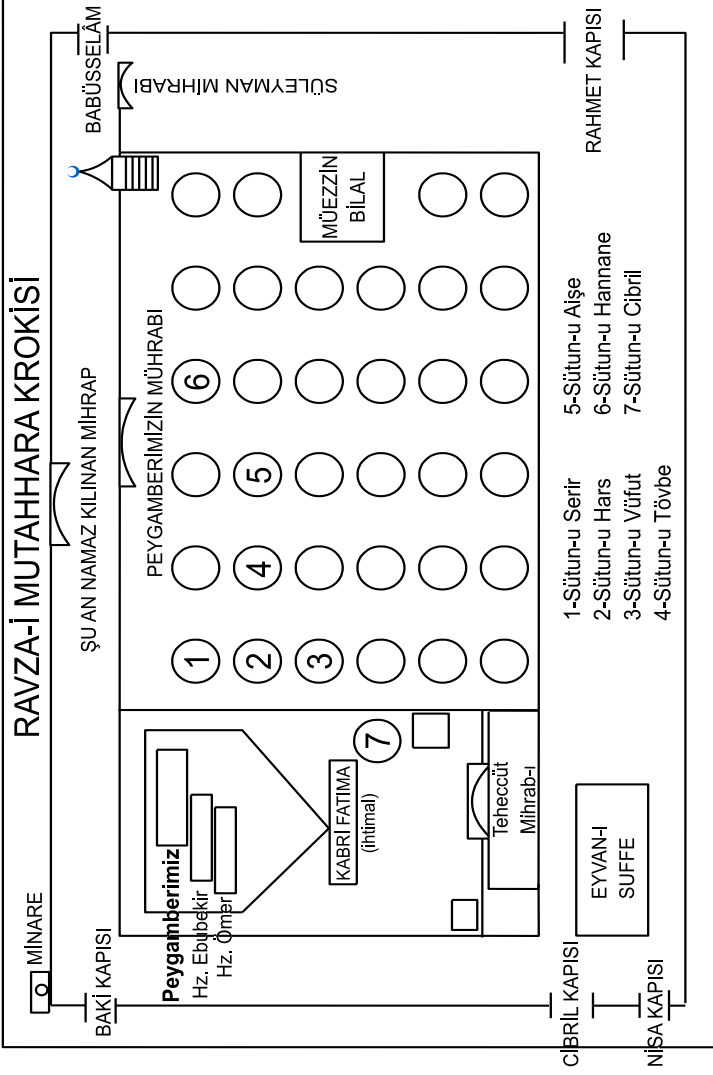 RAVZA-İ MUTAHHARA KROKİSİ
MİNARE
ŞU AN NAMAZ KILINAN MİHRAP
BAKİ KAPISI
BABÜSSELÂM
PEYGAMBERİMİZİN MÜHRABI
SÜLEYMAN MİHRABI
Peygamberimiz
Hz. Ebubekir
Hz. Ömer
KABRİ FATIMA
(ihtimal)
1
2
3
4
5
6
7
MÜEZZİN
BİLAL
Teheccüt
Mihrab-ı
CİBRİL KAPISI
NİSA KAPISI
EYVAN-I
SUFFE
RAHMET KAPISI
1-Sütun-u Serir
2-Sütun-u Hars
3-Sütun-u Vüfut
4-Sütun-u Tövbe
5-Sütun-u Aişe
6-Sütun-u Hannane
7-Sütun-u Cibril